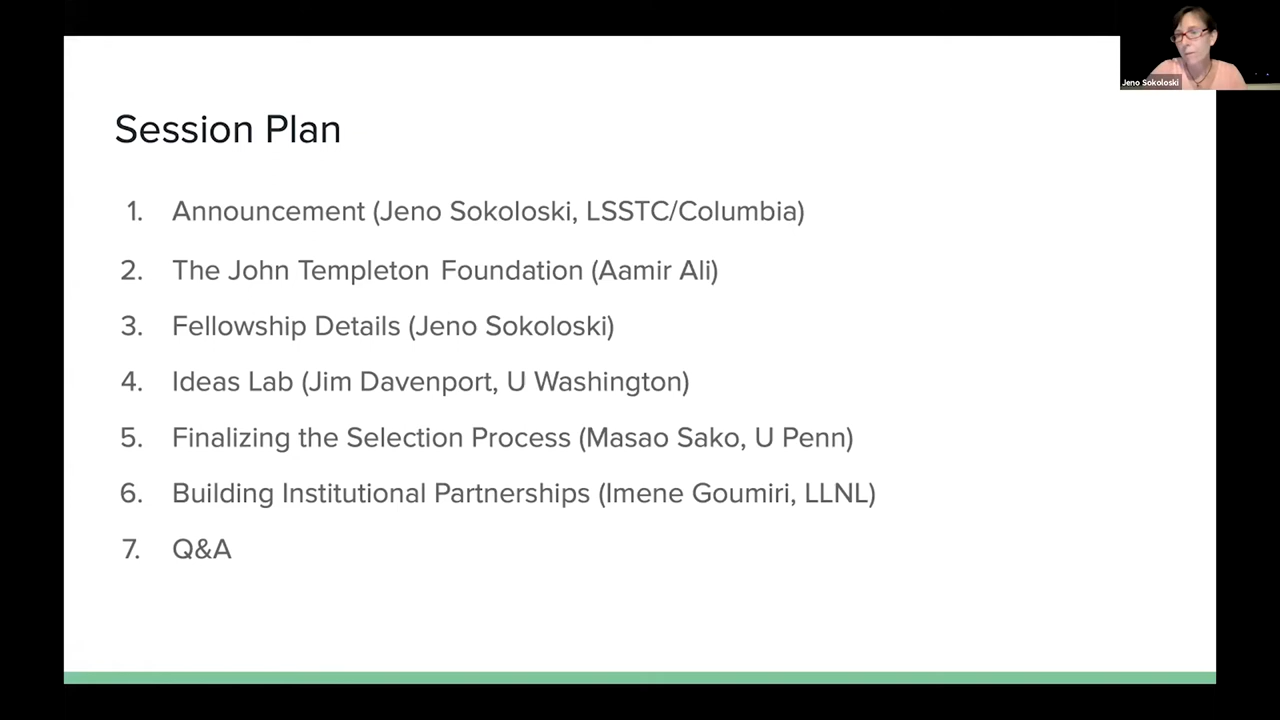 Jeno Sokoloski
Session Plan
1. Announcement (Jeno Sokoloski, LSSTC/Columbia)
2. The John Templeton Foundation (Aamir Ali)
3. Fellowship Details (Jeno Sokoloski)
4. Ideas Lab (Jim Davenport, U Washington)
5. Finalizing the Selection Process (Masao Sako, U Penn)
6. Building Institutional Partnerships (Imene Goumiri, LLNL)
7. Q&A